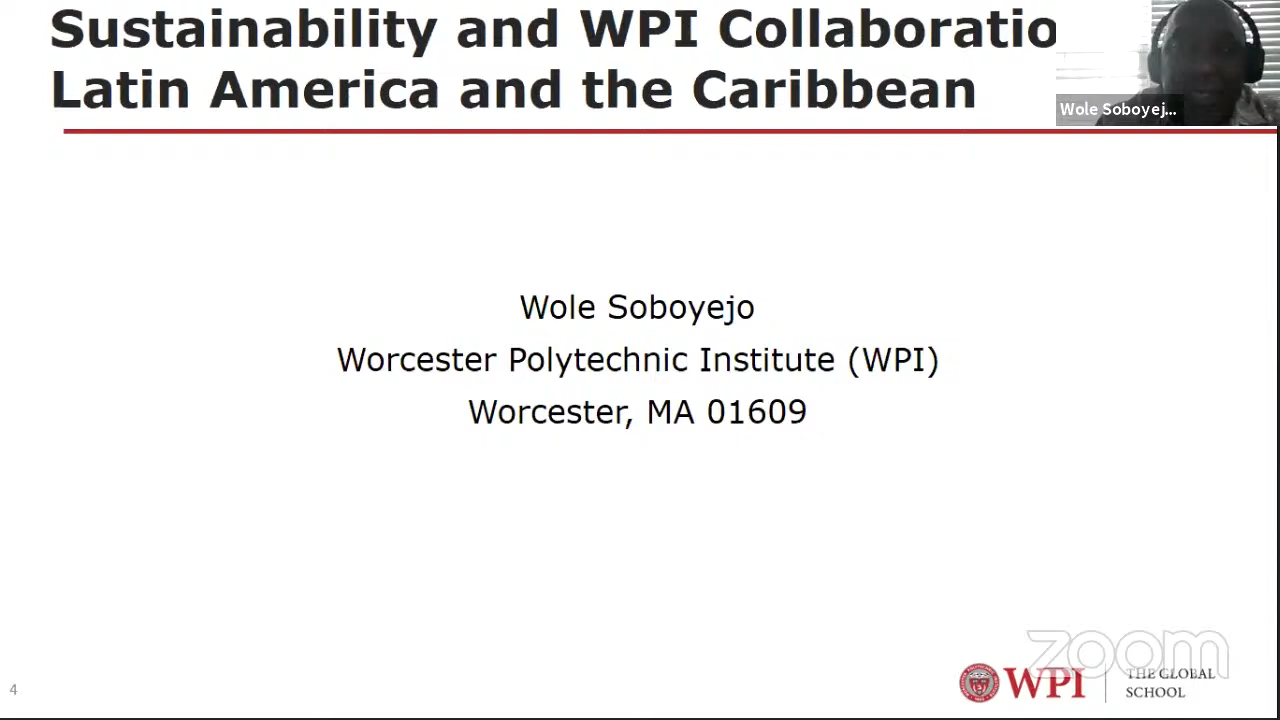 Sustainability and WPI Collaboratio
Latin America and the Caribbean
Wole Soboyej...
Wole Soboyejo
Worcester Polytechnic Institute (WPI)
Worcester, MA 01609
zoom
4
WPI
THE GLOBAL
SCHOOL